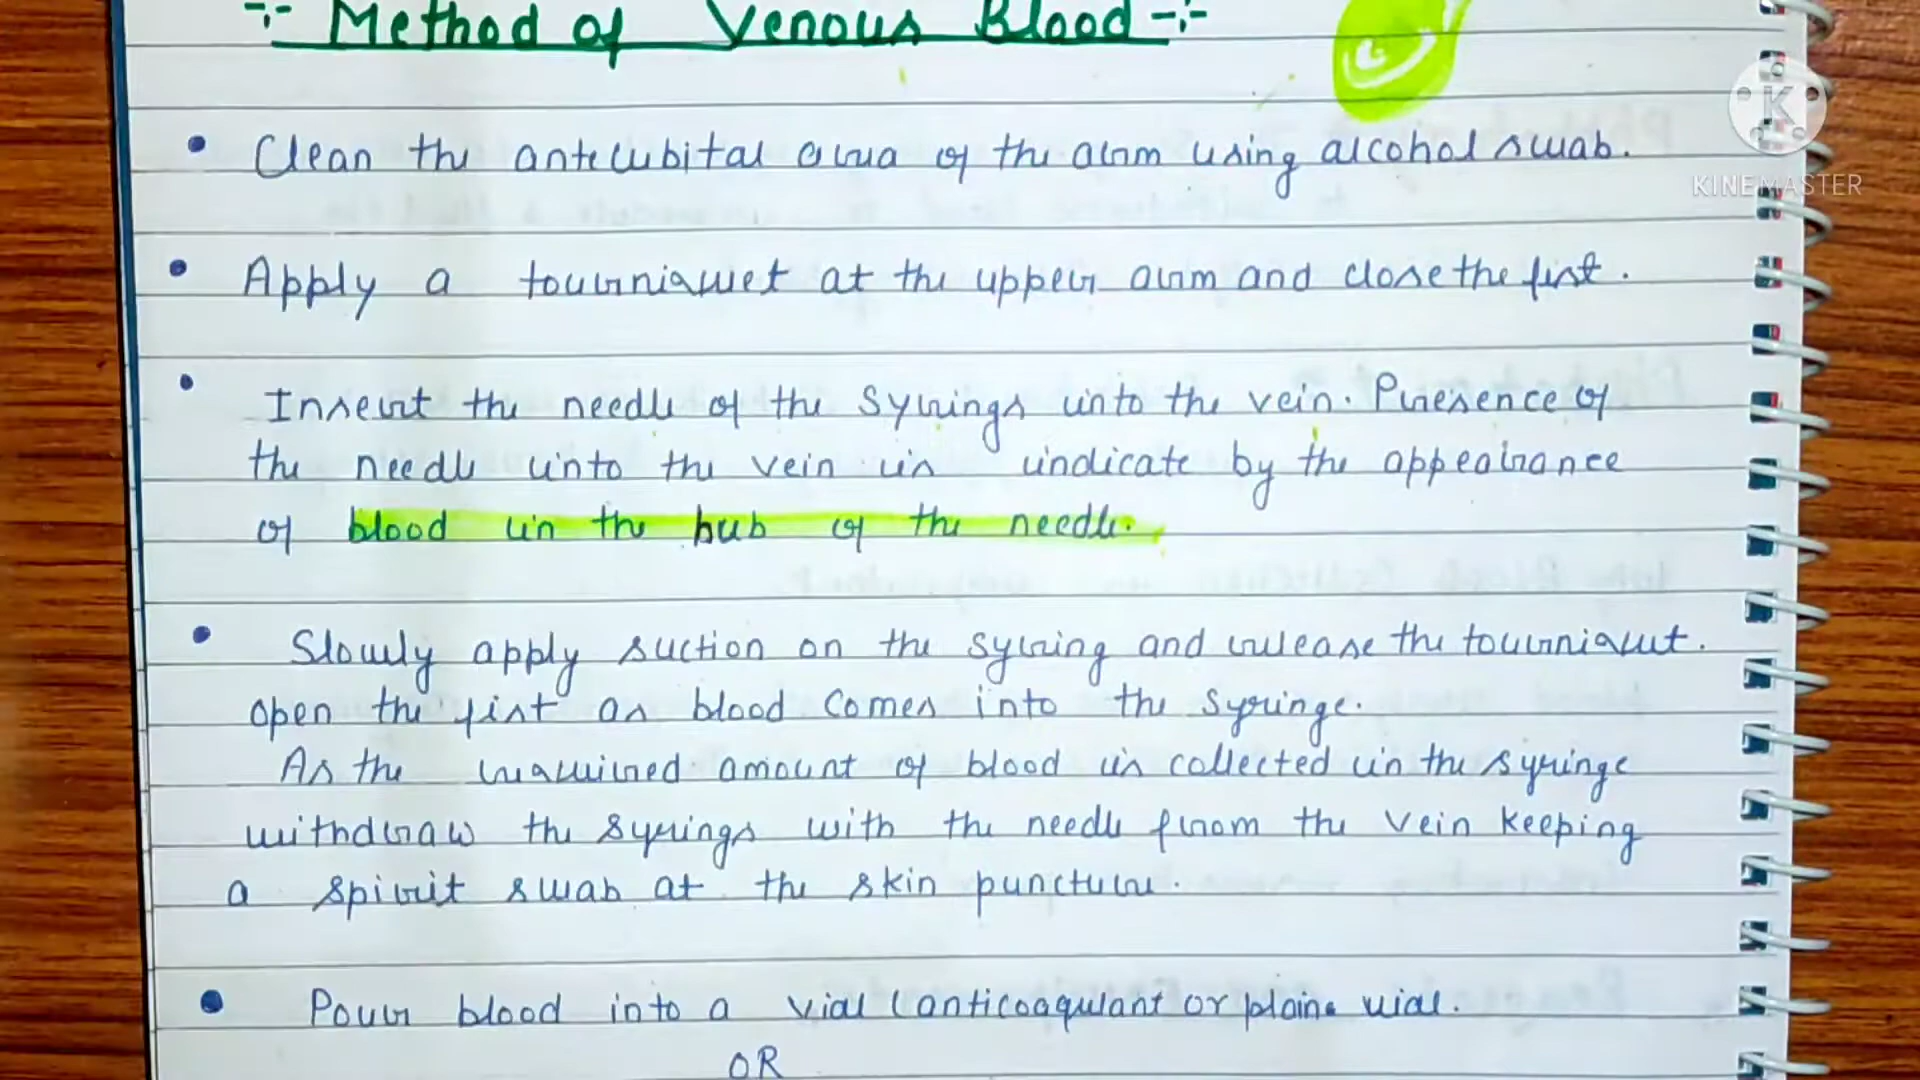 -:- Method of Venous Blood -:-
• Clean the antecubital area of the arm using alcohol swab.
• Apply a tourniquet at the upper arm and close the fist.
• Insert the needle of the Syrings into the vein. Presence of
the needle into the vein is indicate by the appearance
of blood in the hub of the needle.
• Slowly apply suction on the syring and release the tourniquet.
open the fist as blood comes into the syringe.
As the required amount of blood is collected in the syringe
withdraw the syrings with the needle from the vein keeping
a spirit swab at the skin puncture.
• Pour blood into a vial (anticoagulant or plain vial.
OR
KINEMASTER